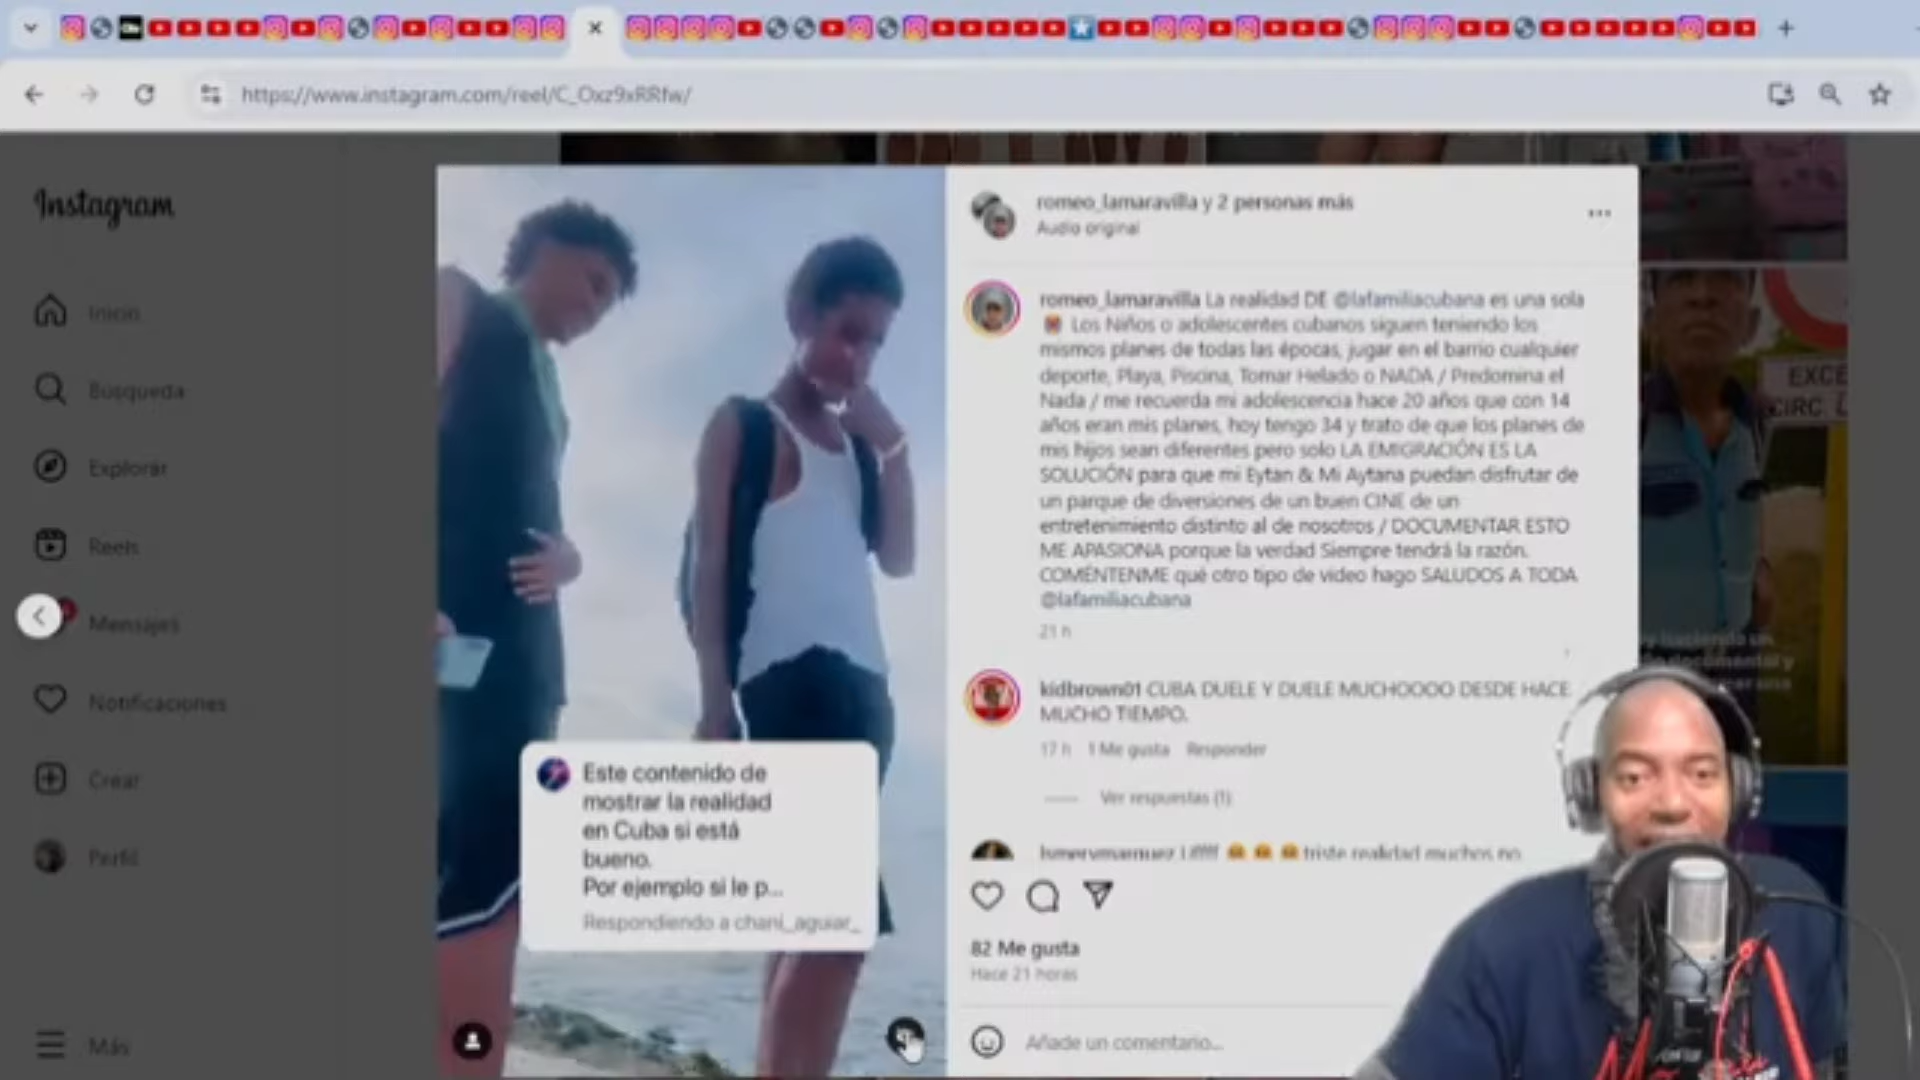 https://www.instagram.com/reel/C_Oxz9xRRfw/
Instagram
Inicio
Búsqueda
Explorar
Reels
Mensajes
Notificaciones
Crear
Perfil
Más
romeo_lamaravilla y 2 personas más
Audio original
romeo_lamaravilla La realidad DE @lafamiliacubana es una sola
Los Niños o adolescentes cubanos siguen teniendo los
mismos planes de todas las épocas, jugar en el barrio cualquier
deporte, Playa, Piscina, Tomar Helado o NADA / Predomina el
Nada / me recuerda mi adolescencia hace 20 años que con 14
años eran mis planes, hoy tengo 34 y trato de que los planes de
mis hijos sean diferentes pero solo LA EMIGRACIÓN ES LA
SOLUCIÓN para que mi Eytan & Mi Aytana puedan disfrutar de
un parque de diversiones de un buen CINE de un
entretenimiento distinto al de nosotros / DOCUMENTAR ESTO
ME APASIONA porque la verdad Siempre tendrá la razón.
COMÉNTENME qué otro tipo de video hago SALUDOS A TODA
@lafamiliacubana
21 h
kidbrown01 CUBA DUELE Y DUELE MUCHOOOO DESDE HACE
MUCHO TIEMPO.
17 h 1 Me gusta Responder
Ver respuestas (1)
triste realidad muchos no
82 Me gusta
Hace 21 horas
Añade un comentario...
Este contenido de
mostrar la realidad
en Cuba si está
bueno.
Por ejemplo si le p...
Respondiendo a chani_aguiar_
EXCE
CIRC.